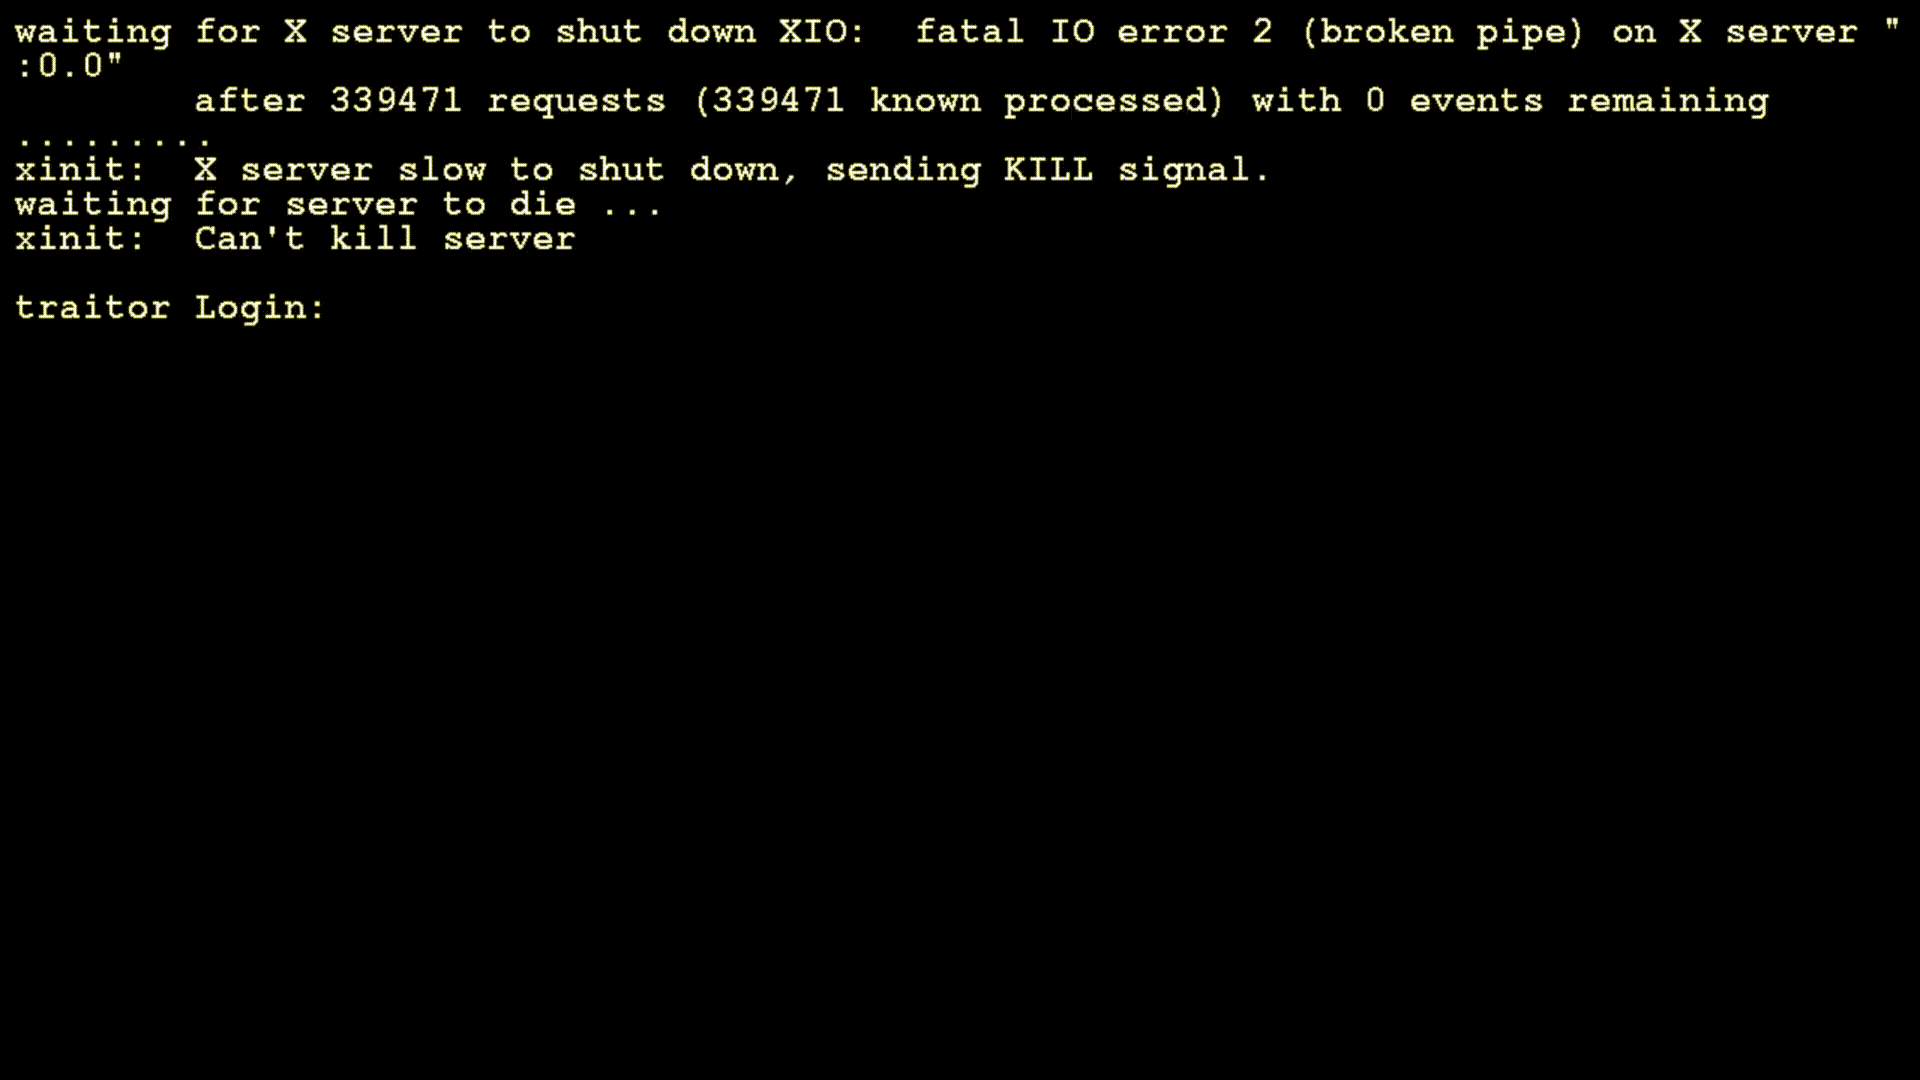 waiting for X server to shut down XIO:  fatal IO error 2 (broken pipe) on X server "
:0.0"
        after 339471 requests (339471 known processed) with 0 events remaining
.........
xinit:  X server slow to shut down, sending KILL signal.
waiting for server to die ...
xinit:  Can't kill server

traitor Login: